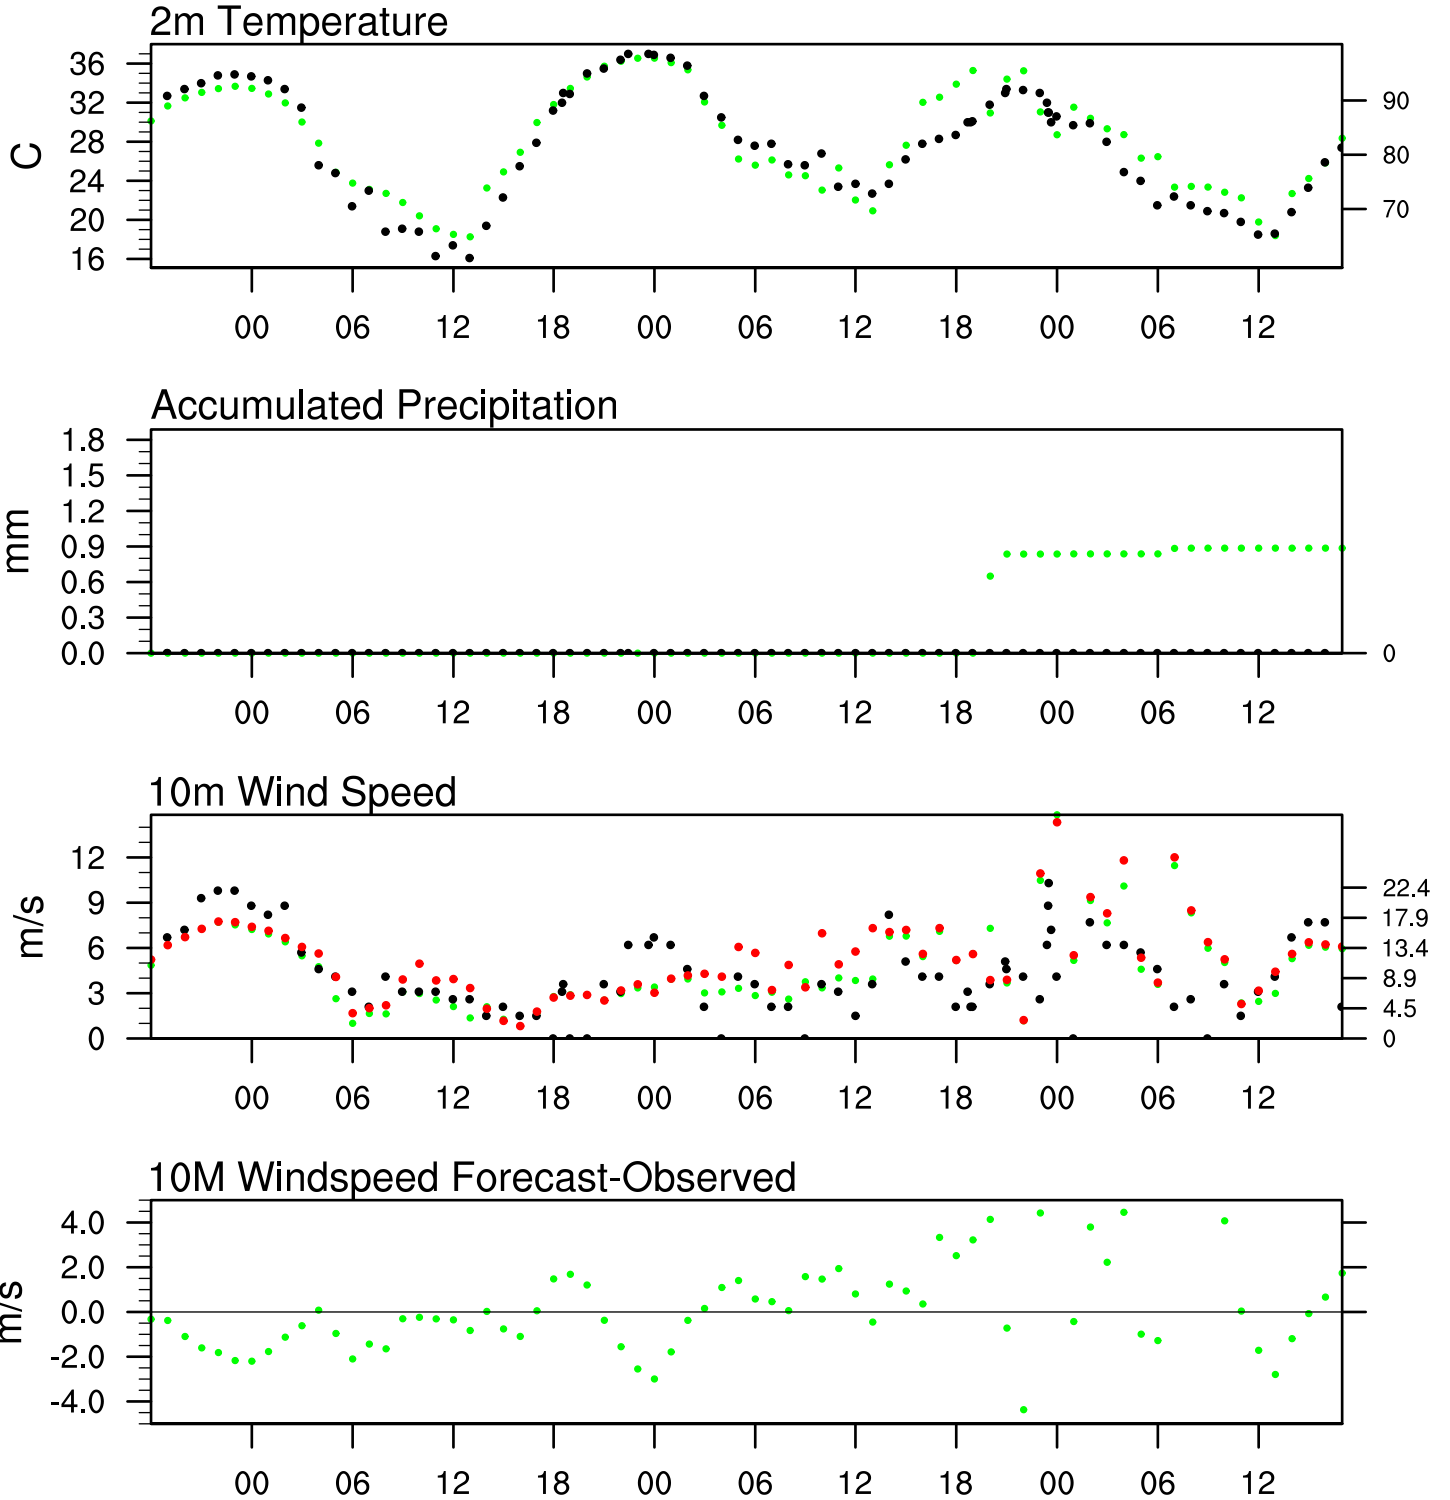 2m Temperature
36
32
28
24
20
16
C
90
80
70
00 06 12 18 00 06 12 18 00 06 12
Accumulated Precipitation
1.8
1.5
1.2
0.9
0.6
0.3
0.0
mm
0
00 06 12 18 00 06 12 18 00 06 12
10m Wind Speed
12
9
6
3
0
m/s
22.4
17.9
13.4
8.9
4.5
0
00 06 12 18 00 06 12 18 00 06 12
10M Windspeed Forecast-Observed
4.0
2.0
0.0
-2.0
-4.0
m/s
00 06 12 18 00 06 12 18 00 06 12